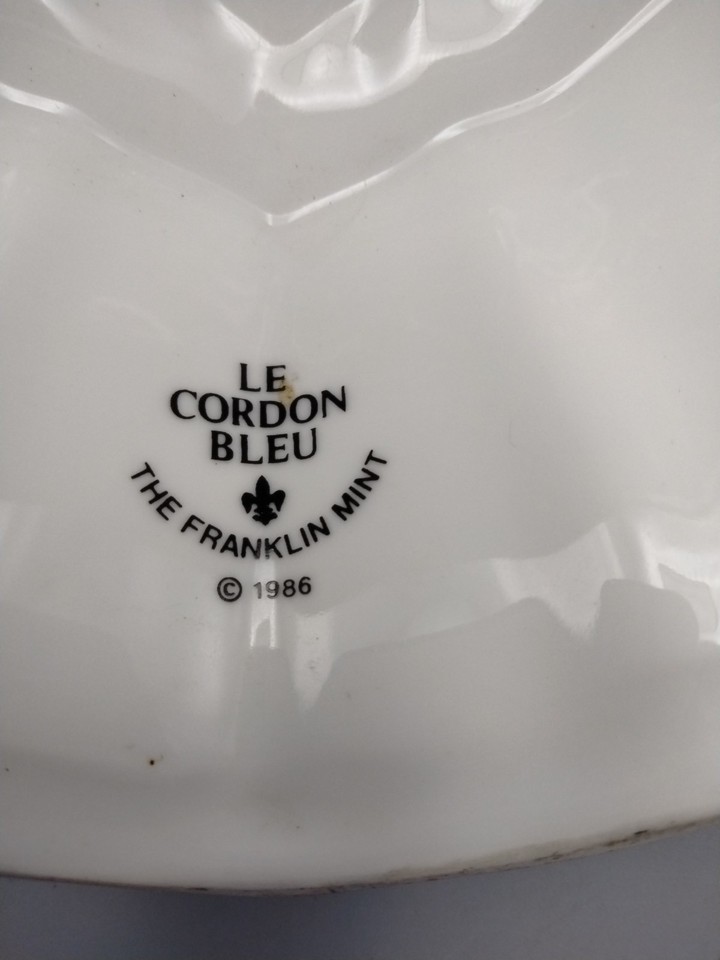 LE
CORDON
BLEU
THE FRANKLIN MINT
© 1986